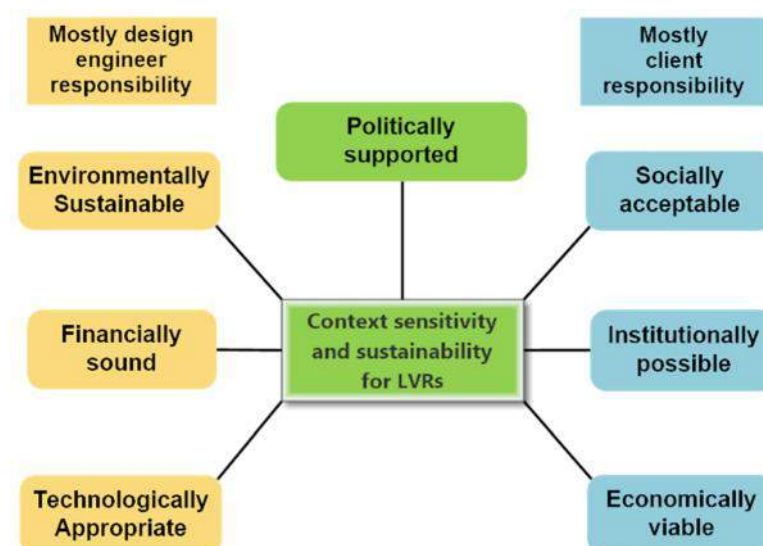 Mostly design
engineer
responsibility
Mostly
client
responsibility
Politically
supported
Environmentally
Sustainable
Socially
acceptable
Financially
sound
Context sensitivity
and sustainability
for LVRs
Institutionally
possible
Technologically
Appropriate
Economically
viable